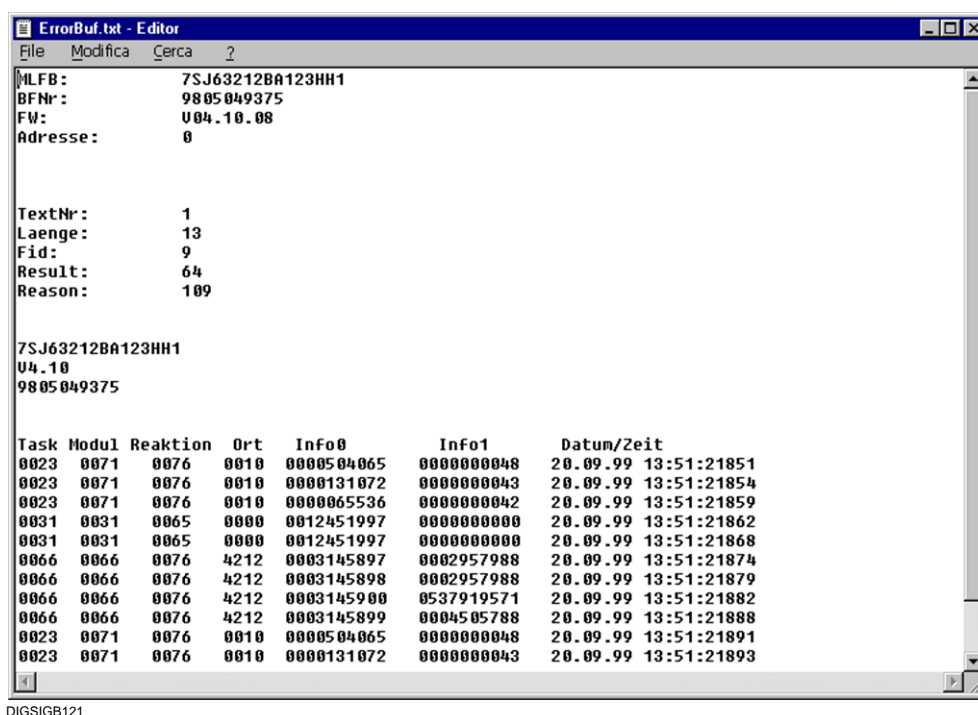 ErrorBuf.txt - Editor
File Modifica Cerca ?
MLFB: 7SJ63212BA123HH1
BFNr: 9805049375
FW: V04.10.08
Adresse: 0
TextNr: 1
Laenge: 13
Fid: 9
Result: 64
Reason: 109
7SJ63212BA123HH1
V4.10
9805049375
Task Modul Reaktion Ort Info0 Info1 Datum/Zeit
0023 0071 0076 0010 0000504065 0000000048 20.09.99 13:51:21851
0023 0071 0076 0010 0000131072 0000000043 20.09.99 13:51:21854
0023 0071 0076 0010 0000065536 0000000042 20.09.99 13:51:21859
0031 0031 0065 0000 0012451997 0000000000 20.09.99 13:51:21862
0031 0031 0065 0000 0012451997 0000000000 20.09.99 13:51:21868
0066 0066 0076 4212 0003145897 0002957988 20.09.99 13:51:21874
0066 0066 0076 4212 0003145898 0002957988 20.09.99 13:51:21879
0066 0066 0076 4212 0003145900 0537919571 20.09.99 13:51:21882
0066 0066 0076 4212 0003145899 0004505788 20.09.99 13:51:21888
0023 0071 0076 0010 0000504065 0000000048 20.09.99 13:51:21891
0023 0071 0076 0010 0000131072 0000000043 20.09.99 13:51:21893
DIGSIGB121